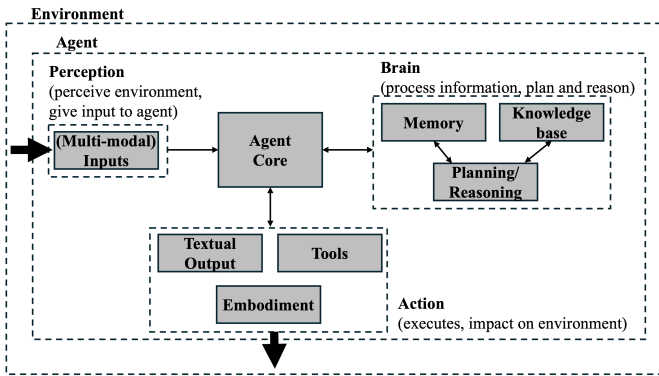 Environment
Agent
Perception
(perceive environment,
give input to agent)
(Multi-modal)
Inputs
Agent
Core
Brain
(process information, plan and reason)
Memory
Knowledge
base
Planning/
Reasoning
Textual
Output
Tools
Embodiment
Action
(executes, impact on environment)